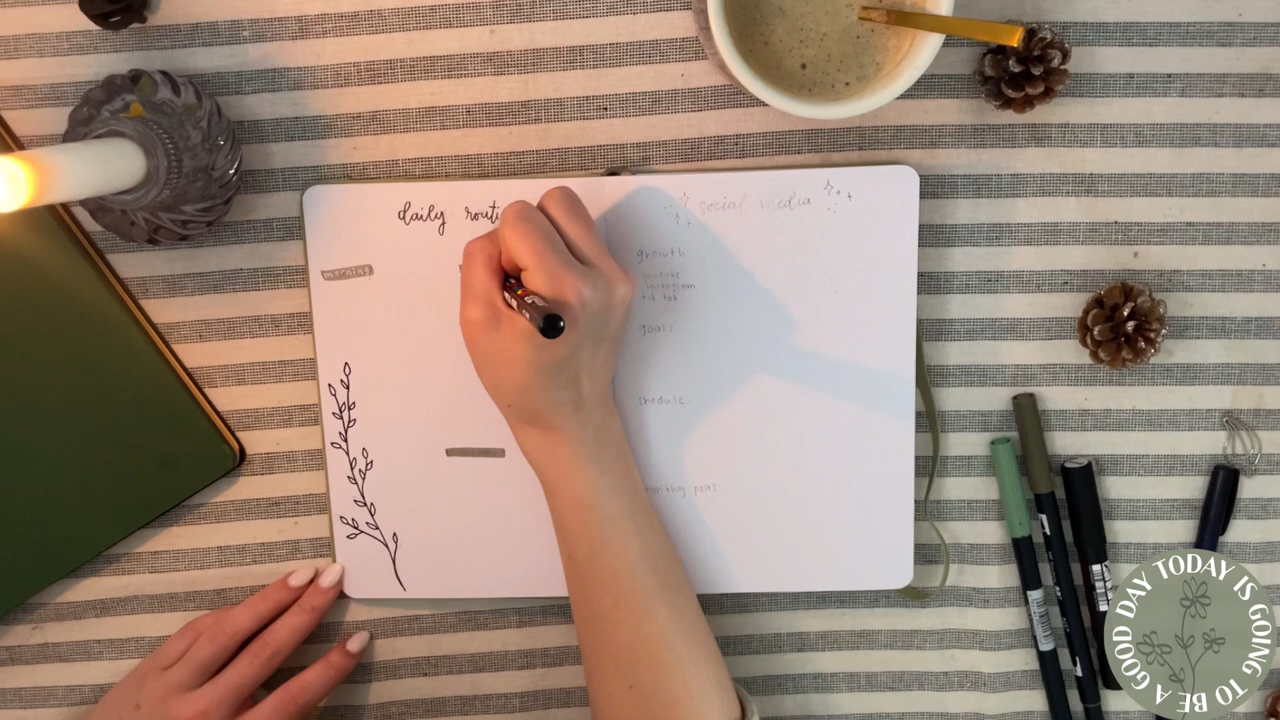 daily routi
morning
social media
growth
youtube
instagram
tik tok
goals
shedule.
monthy posts.
TODAY IS GOING TO BE A GOOD DAY